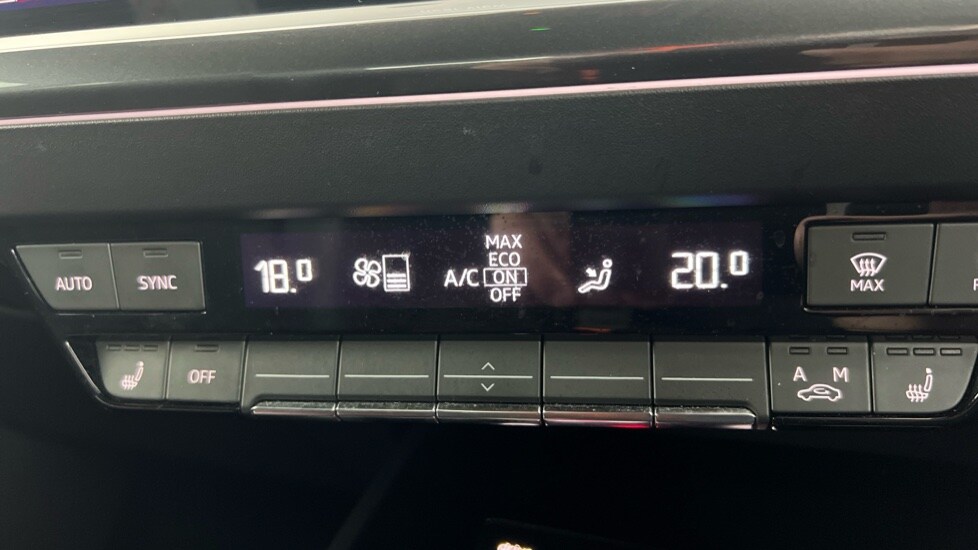 AUTO
SYNC
18.0
MAX
ECO
A/C ON
OFF
20.0
MAX
OFF
A M